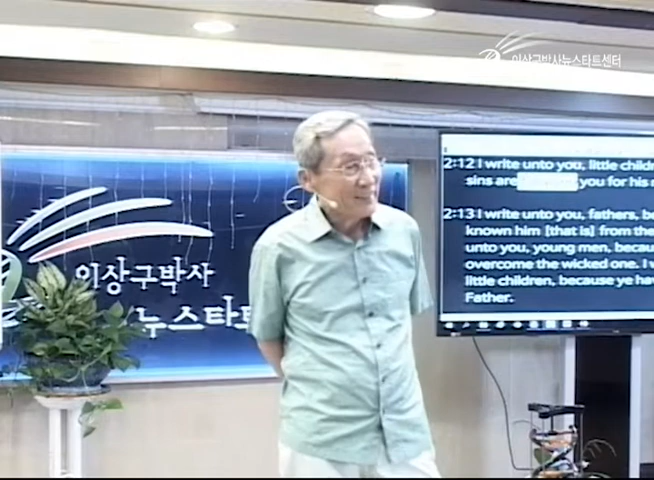 이상구박사뉴스타트센터
2:12 I write unto you, little childr
sins are you for his
2:13 I write unto you, fathers, be
known him [that is] from the
unto you, young men, becau
overcome the wicked one. I w
little children, because ye hav
Father.
이상구박사
뉴스타트